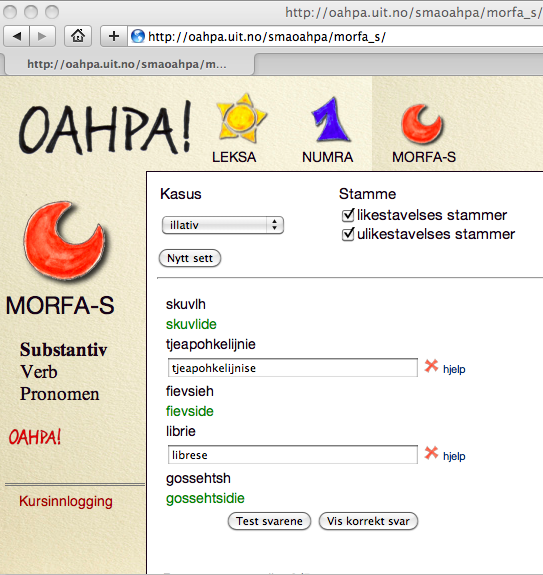 http://oahpa.uit.no/smaoahpa/morfa_s/
http://oahpa.uit.no/smaoahpa/morfa_s/
http://oahpa.uit.no/smaoahpa/m...
OAHPA!
LEKSA
NUMRA
MORFA-S
MORFA-S
Substantiv
Verb
Pronomen
OAHPA!
Kursinnlogging
Kasus
illativ
Nytt sett
Stamme
likestavelses stammer
ulikestavelses stammer
skuvlh
skuvlide
tjeapohkelijnie
tjeapohkelijnise
hjelp
fievsieh
fievside
librie
librese
hjelp
gossehtsh
gossehtsidie
Test svarene
Vis korrekt svar